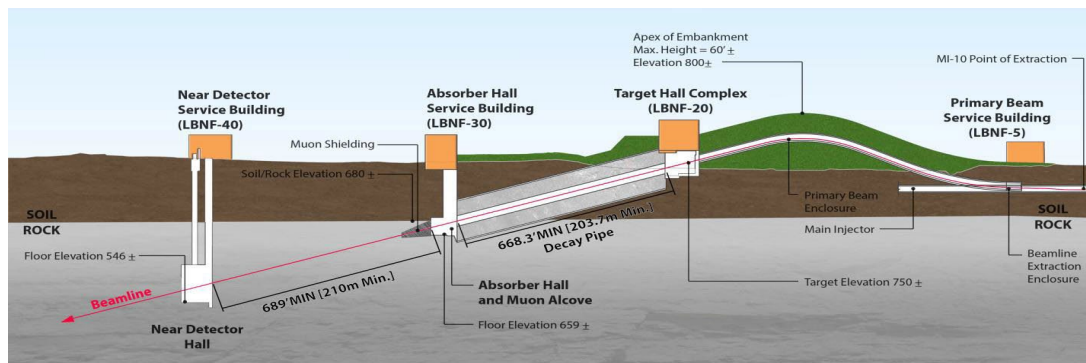 Apex of Embankment
Max. Height = 60' ±
Elevation 800±
MI-10 Point of Extraction
Near Detector
Service Building
(LBNF-40)
Absorber Hall
Service Building
(LBNF-30)
Target Hall Complex
(LBNF-20)
Primary Beam
Service Building
(LBNF-5)
Muon Shielding
Soil/Rock Elevation 680 ±
SOIL
ROCK
Floor Elevation 546 ±
Beamline
689' MIN [210m Min.]
668.3' MIN [203.7m Min.]
Decay Pipe
Primary Beam
Enclosure
Main Injector
SOIL
ROCK
Beamline
Extraction
Enclosure
Target Elevation 750 ±
Absorber Hall
and Muon Alcove
Floor Elevation 659 ±
Near Detector
Hall